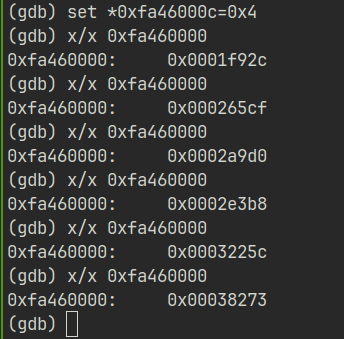 (gdb) set *0xfa46000c=0x4
(gdb) x/x 0xfa460000
0xfa460000:     0x0001f92c
(gdb) x/x 0xfa460000
0xfa460000:     0x000265cf
(gdb) x/x 0xfa460000
0xfa460000:     0x0002a9d0
(gdb) x/x 0xfa460000
0xfa460000:     0x0002e3b8
(gdb) x/x 0xfa460000
0xfa460000:     0x0003225c
(gdb) x/x 0xfa460000
0xfa460000:     0x00038273
(gdb)